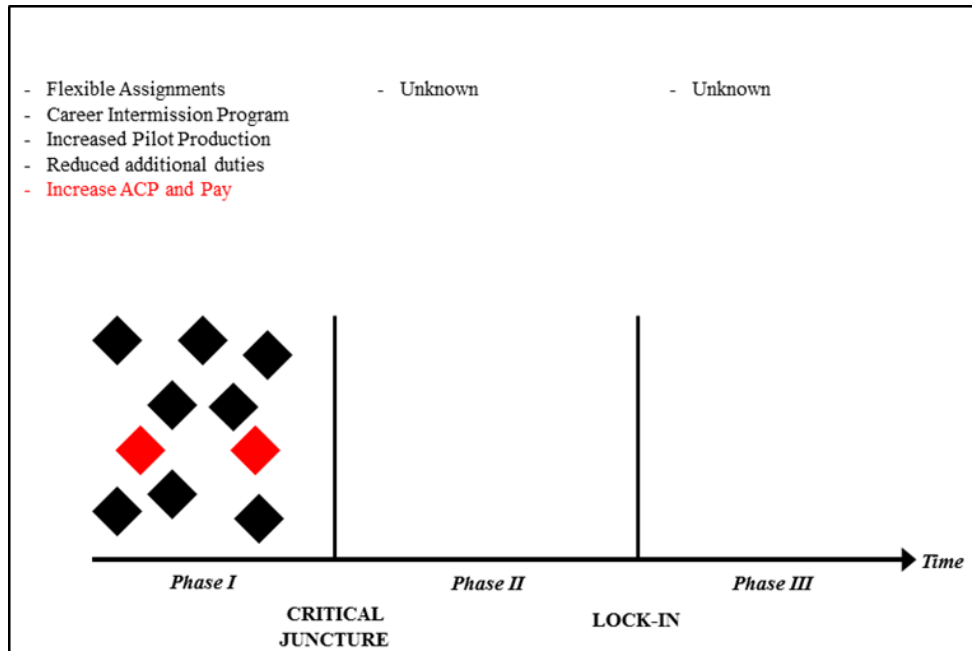 - Flexible Assignments
- Career Intermission Program
- Increased Pilot Production
- Reduced additional duties
- Increase ACP and Pay
- Unknown
- Unknown
Time
Phase I
Phase II
Phase III
CRITICAL
JUNCTURE
LOCK-IN